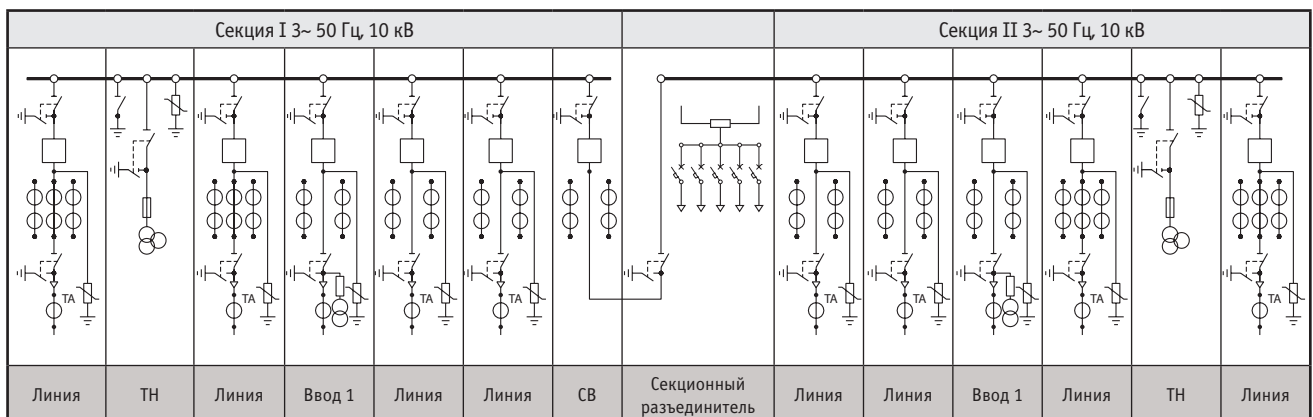 Секция I 3~ 50 Гц, 10 кВ
Секция II 3~ 50 Гц, 10 кВ
TA
TA
TA
TA
TA
TA
TA
TA
TA
TA
Линия
ТН
Линия
Ввод 1
Линия
Линия
СВ
Секционный
разъединитель
Линия
Линия
Ввод 1
Линия
ТН
Линия